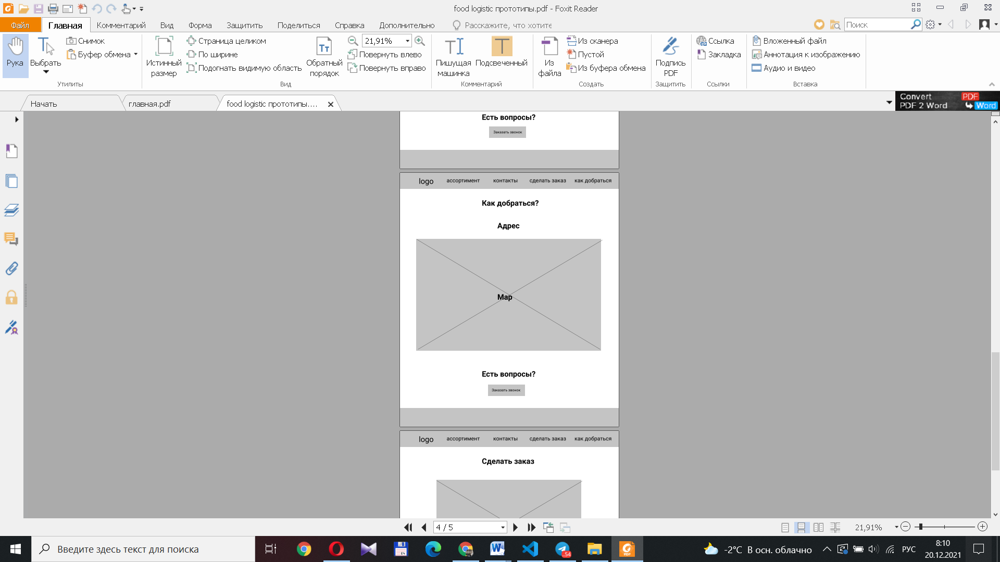 food logistic прототипы.pdf - Foxit Reader
Файл Главная Комментарий Вид Форма Защитить Поделиться Справка Дополнительно Расскажите, что хотите Поиск
Рука
Выбрать
Снимок
Буфер обмена
Утилиты
Истинный размер
Страница целиком
По ширине
Подогнать видимую область
Обратный порядок
21,91%
Повернуть влево
Повернуть вправо
Вид
Пишущая машинка
Подсвеченный
Комментарий
Из файла
Из сканера
Пустой
Из буфера обмена
Создать
Подпись PDF
Защитить
Ссылка
Закладка
Ссылки
Вложенный файл
Аннотация к изображению
Аудио и видео
Вставка
Начать главная.pdf food logistic прототипы....
Convert PDF
PDF 2 Word Word
Есть вопросы?
Заказать звонок
logo ассортимент контакты сделать заказ как добраться
Как добраться?
Адрес
Map
Есть вопросы?
Заказать звонок
logo ассортимент контакты сделать заказ как добраться
Сделать заказ
4 / 5 21,91%
Введите здесь текст для поиска
E4
..54
PDF
-2°C В осн. облачно
РУС
8:10
20.12.2021